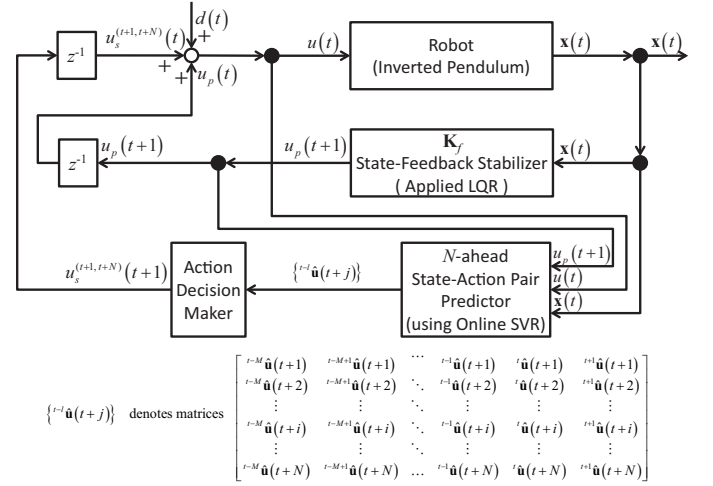 d(t)
+
z⁻¹
u_s^(t+1, t+N)(t)
+
+
u_p(t)
u(t)
Robot
(Inverted Pendulum)
x(t)
x(t)
z⁻¹
u_p(t+1)
u_p(t+1)
K_f
State-Feedback Stabilizer
( Applied LQR )
x(t)
u_s^(t+1, t+N)(t+1)
Action
Decision
Maker
{^{t-l}û(t+j)}
N-ahead
State-Action Pair
Predictor
(using Online SVR)
u_p(t+1)
u(t)
x(t)
{^{t-l}û(t+j)} denotes matrices
^{t-M}û(t+1) ^{t-M+1}û(t+1) ⋯ ^{t-1}û(t+1) ^{t}û(t+1) ^{t+1}û(t+1)
^{t-M}û(t+2) ^{t-M+1}û(t+2) ⋱ ^{t-1}û(t+2) ^{t}û(t+2) ^{t+1}û(t+2)
⋮ ⋮ ⋱ ⋮ ⋮ ⋮
^{t-M}û(t+i) ^{t-M+1}û(t+i) ⋱ ^{t-1}û(t+i) ^{t}û(t+i) ^{t+1}û(t+i)
⋮ ⋮ ⋱ ⋮ ⋮ ⋮
^{t-M}û(t+N) ^{t-M+1}û(t+N) … ^{t-1}û(t+N) ^{t}û(t+N) ^{t+1}û(t+N)